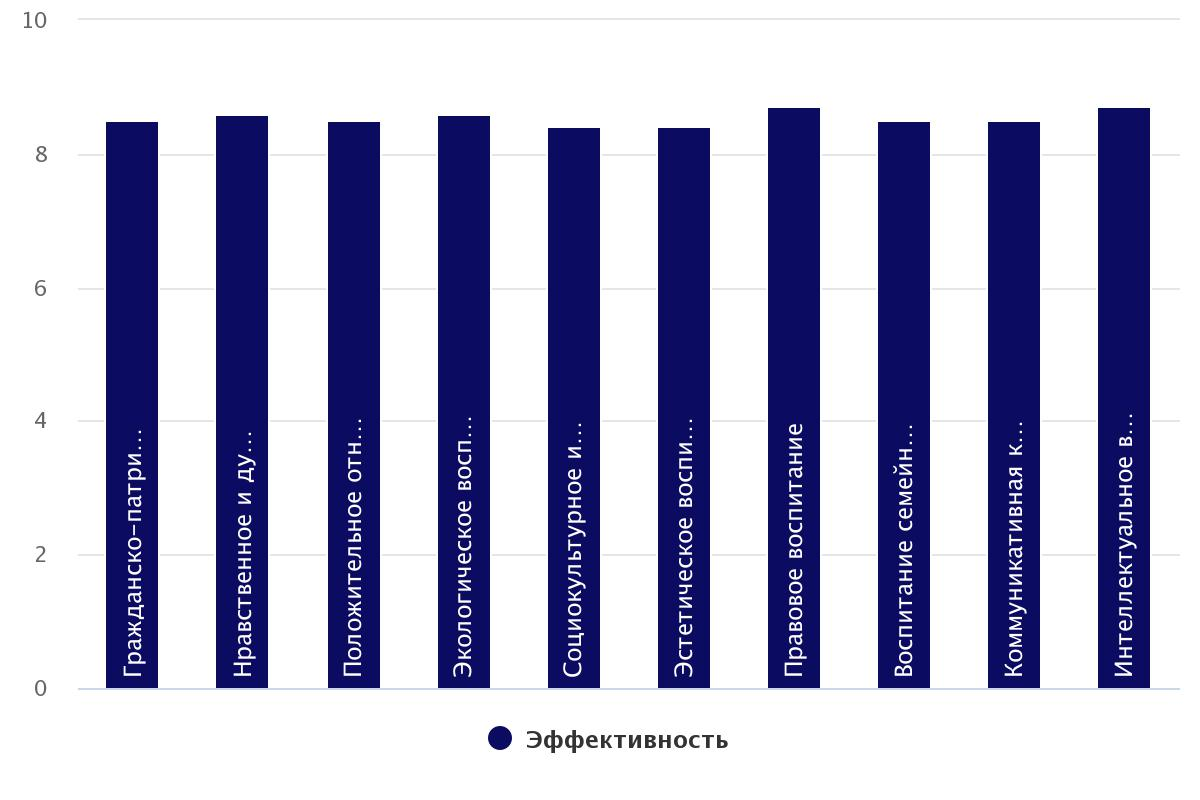 10
8
6
4
2
0
Гражданско-патри...
Нравственное и ду...
Положительное отн...
Экологическое восп...
Социокультурное и...
Эстетическое воспи...
Правовое воспитание
Воспитание семейн...
Коммуникативная к...
Интеллектуальное в...
Эффективность